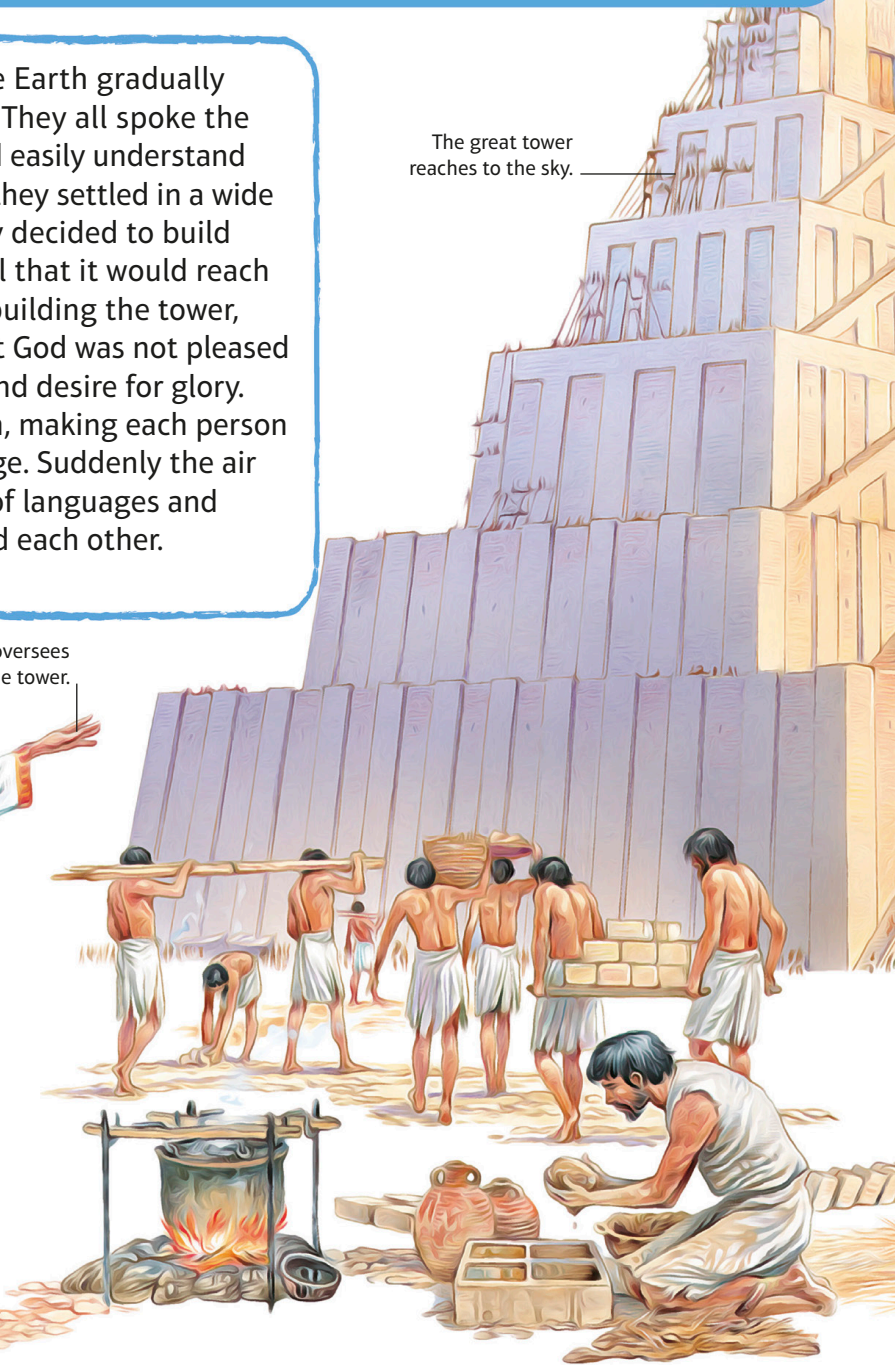 e Earth gradually
They all spoke the
d easily understand
they settled in a wide
y decided to build
l that it would reach
building the tower,
t God was not pleased
nd desire for glory.
, making each person
ge. Suddenly the air
of languages and
d each other.
The great tower
reaches to the sky.
oversees
e tower.